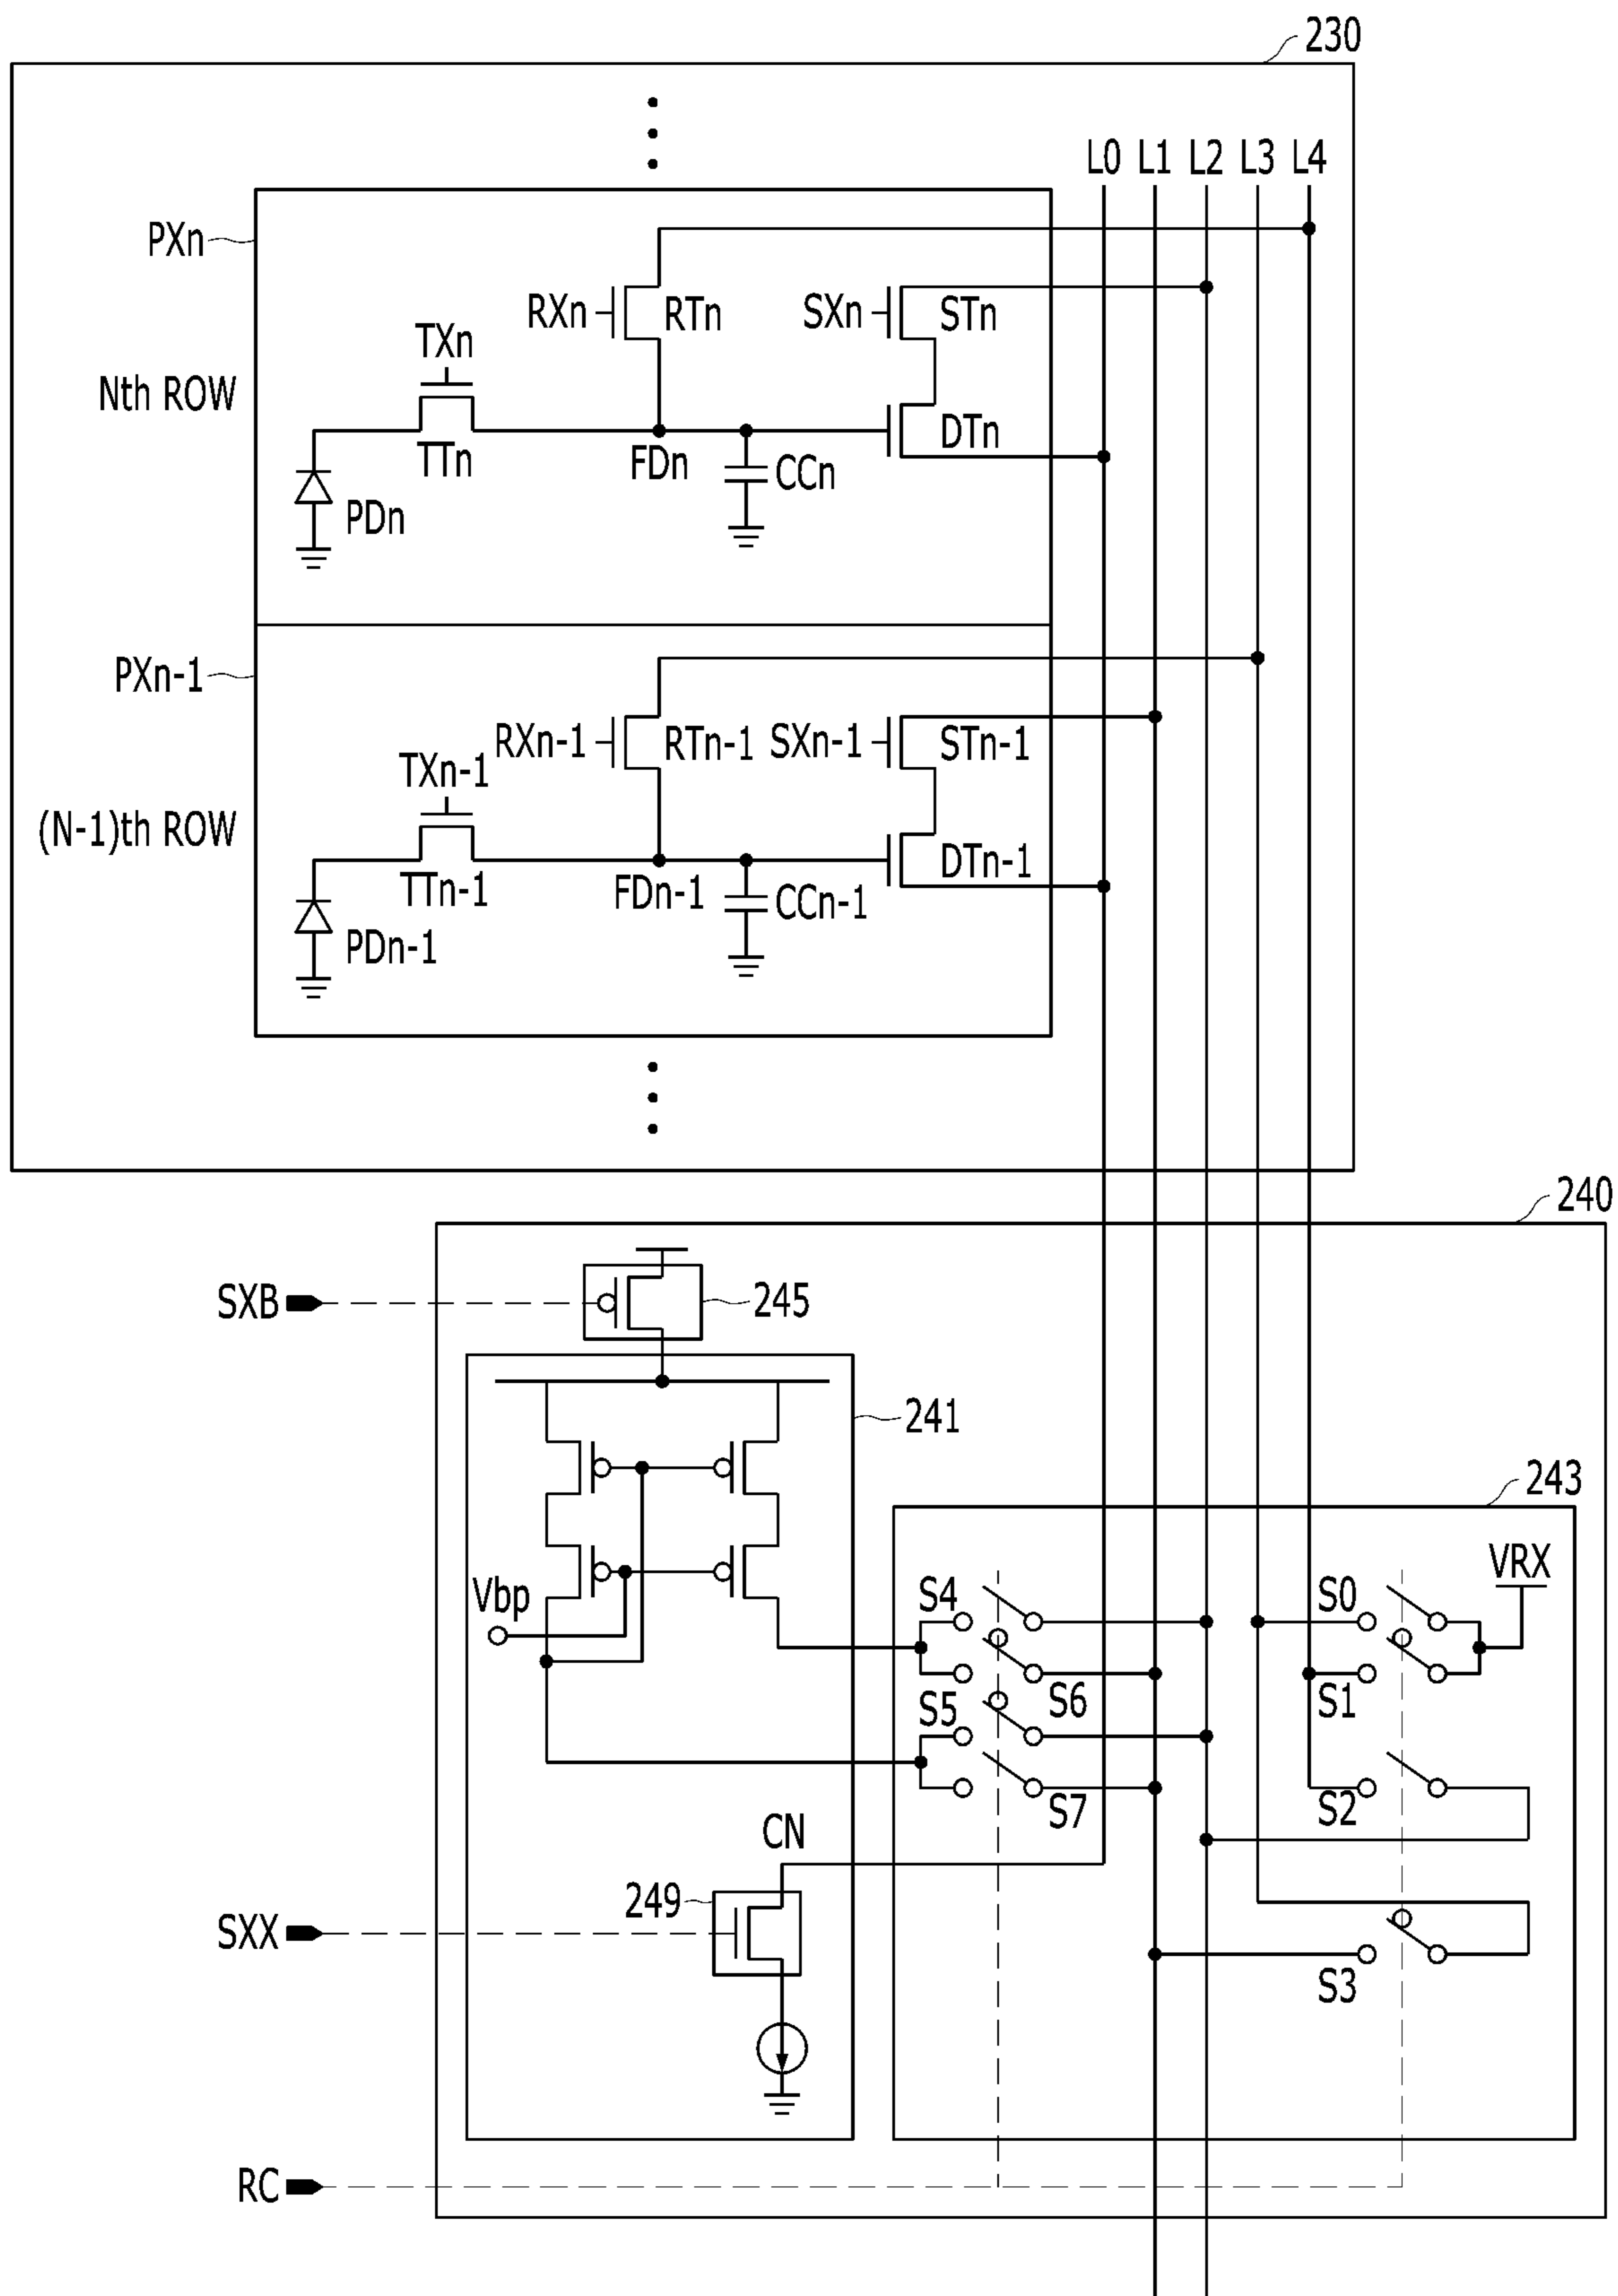 230
L0 L1 L2 L3 L4
PXn
RXn
RTn
SXn
STn
TXn
Nth ROW
TTn
FDn
DTn
CCn
PDn
PXn-1
RXn-1
RTn-1
SXn-1
STn-1
TXn-1
(N-1)th ROW
TTn-1
FDn-1
DTn-1
CCn-1
PDn-1
240
SXB
245
241
243
VRX
Vbp
S4
S0
S5
S6
S1
S7
S2
CN
249
SXX
S3
RC